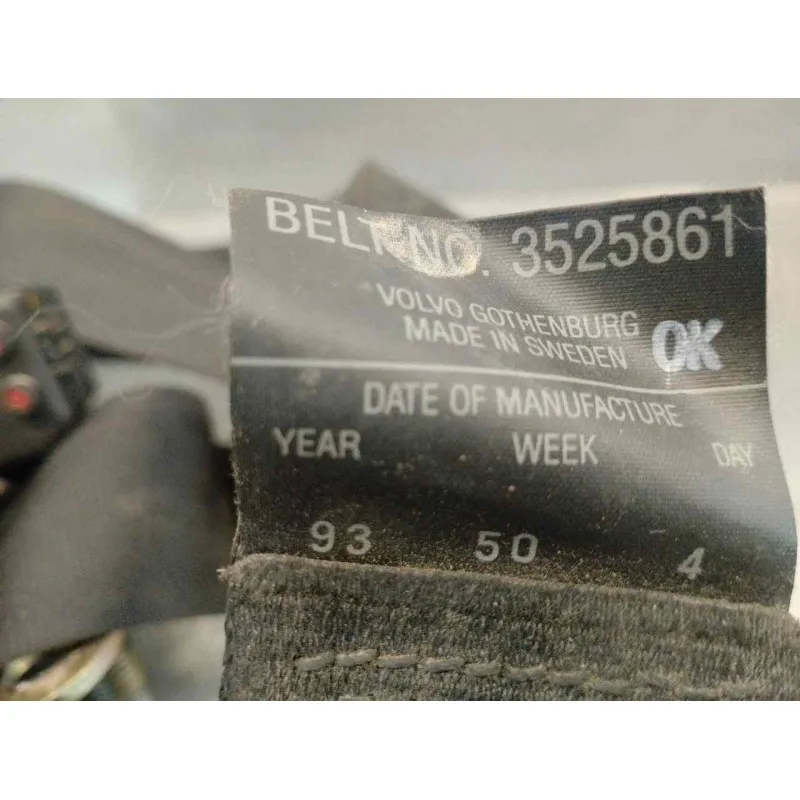 BELT NO. 3525861
VOLVO GOTHENBURG
MADE IN SWEDEN OK
DATE OF MANUFACTURE
YEAR WEEK DAY
93 50 4